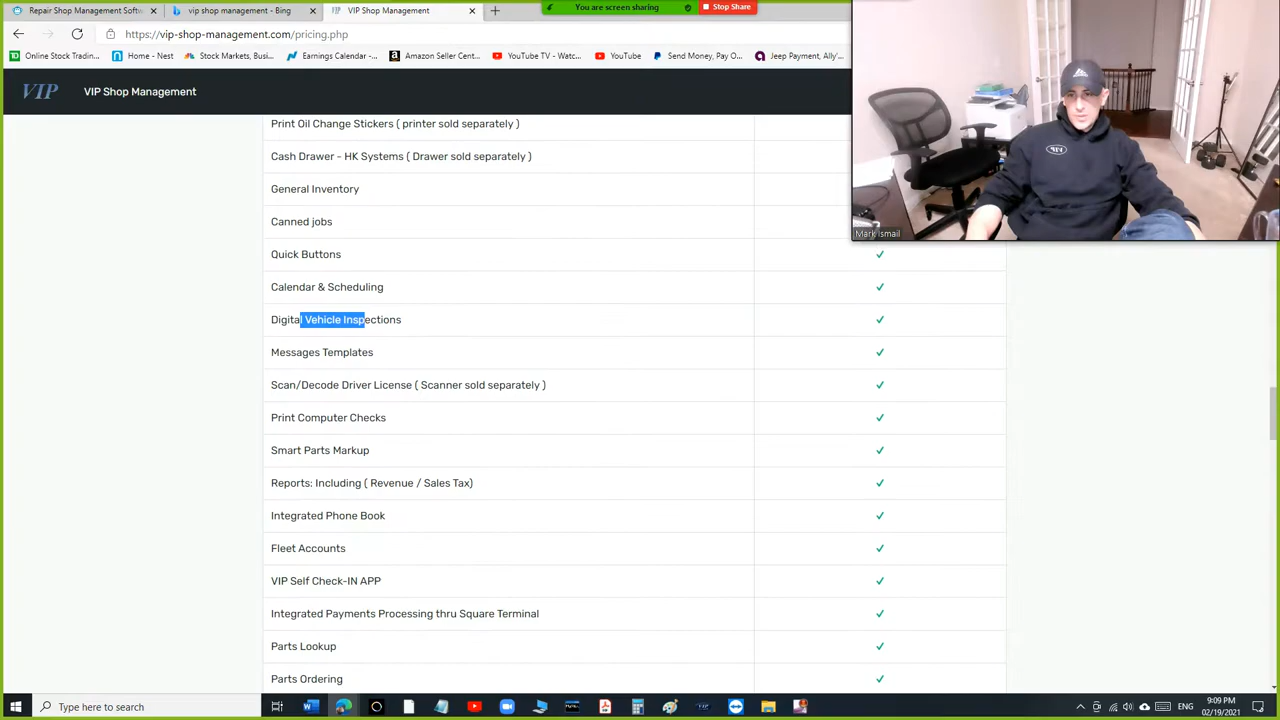 Repair Shop Management Softw
vip shop management - Bing
VIP Shop Management
You are screen sharing
Stop Share
https://vip-shop-management.com/pricing.php
Online Stock Tradin...
Home - Nest
Stock Markets, Busi...
Earnings Calendar -...
Amazon Seller Cent...
YouTube TV - Watc...
YouTube
Send Money, Pay O...
Jeep Payment, Ally'...
VIP VIP Shop Management
Print Oil Change Stickers ( printer sold separately )
Cash Drawer - HK Systems ( Drawer sold separately )
General Inventory
Canned jobs
Mark Ismail
Quick Buttons
Calendar & Scheduling
Digital Vehicle Inspections
Messages Templates
Scan/Decode Driver License ( Scanner sold separately )
Print Computer Checks
Smart Parts Markup
Reports: Including ( Revenue / Sales Tax)
Integrated Phone Book
Fleet Accounts
VIP Self Check-IN APP
Integrated Payments Processing thru Square Terminal
Parts Lookup
Parts Ordering
Type here to search
ENG
9:09 PM
02/19/2021